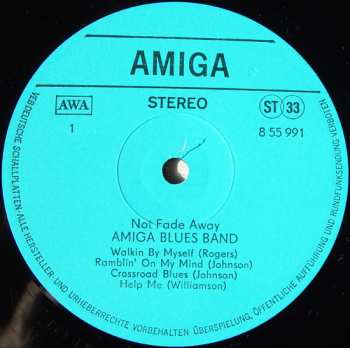 AMIGA
AWA
STEREO
ST 33
1
8 55 991
Not Fade Away
AMIGA BLUES BAND
Walkin By Myself (Rogers)
Ramblin' On My Mind (Johnson)
Crossroad Blues (Johnson)
Help Me (Williamson)
VEB DEUTSCHE SCHALLPLATTEN·ALLE HERSTELLER- UND URHEBERRECHTE VORBEHALTEN ÜBERSPIELUNG, ÖFFENTLICHE AUFFÜHRUNG UND RUNDFUNKSENDUNG VERBOTEN